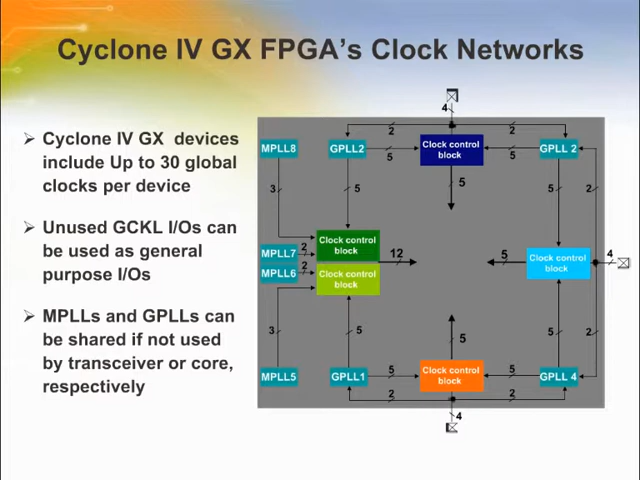 Cyclone IV GX FPGA's Clock Networks
➢ Cyclone IV GX devices
include Up to 30 global
clocks per device
➢ Unused GCKL I/Os can
be used as general
purpose I/Os
➢ MPLLs and GPLLs can
be shared if not used
by transceiver or core,
respectively
4
2
2
MPLL8
GPLL2
Clock control
block
GPLL 2
5
5
3
5
5
5
2
Clock control
block
MPLL7
2
12
5
Clock control
block
4
MPLL6
2
Clock control
block
3
5
5
5
2
MPLL5
GPLL1
5
Clock control
block
5
GPLL 4
2
2
4